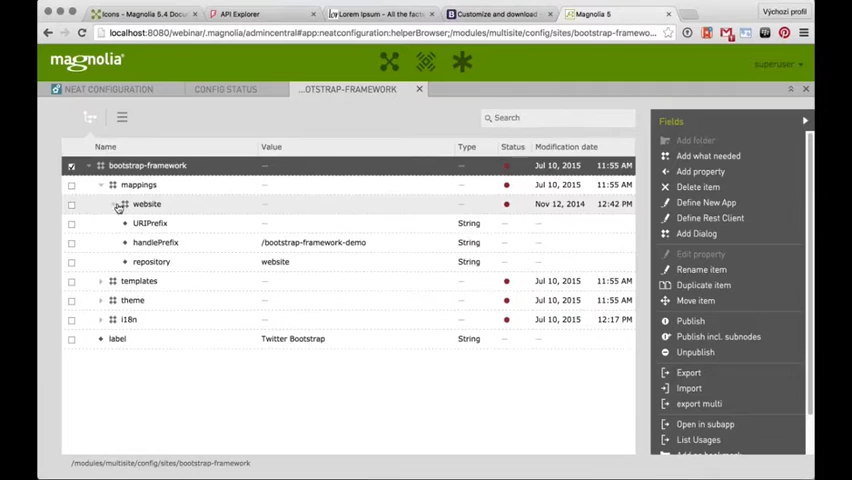 Icons - Magnolia 5.4 Docu
API Explorer
Lorem Ipsum - All the facts
Customize and download
Magnolia 5
Výchozí profil
localhost:8080/webinar/.magnolia/admincentral#app:neatconfiguration:helperBrowser;/modules/multisite/config/sites/bootstrap-framewo...
magnolia
superuser
NEAT CONFIGURATION
CONFIG STATUS
...OTSTRAP-FRAMEWORK
Search
Name Value Type Status Modification date
bootstrap-framework — — Jul 10, 2015 11:55 AM
mappings — — Jul 10, 2015 11:55 AM
website — — Nov 12, 2014 12:42 PM
URIPrefix String — —
handlePrefix /bootstrap-framework-demo String — —
repository website String — —
templates — — Jul 10, 2015 11:55 AM
theme — — Jul 10, 2015 11:55 AM
i18n — — Jul 10, 2015 12:17 PM
label Twitter Bootstrap String — —
/modules/multisite/config/sites/bootstrap-framework
Fields
Add folder
Add what needed
Add property
Delete item
Define New App
Define Rest Client
Add Dialog
Edit property
Rename item
Duplicate item
Move item
Publish
Publish incl. subnodes
Unpublish
Export
Import
export multi
Open in subapp
List Usages